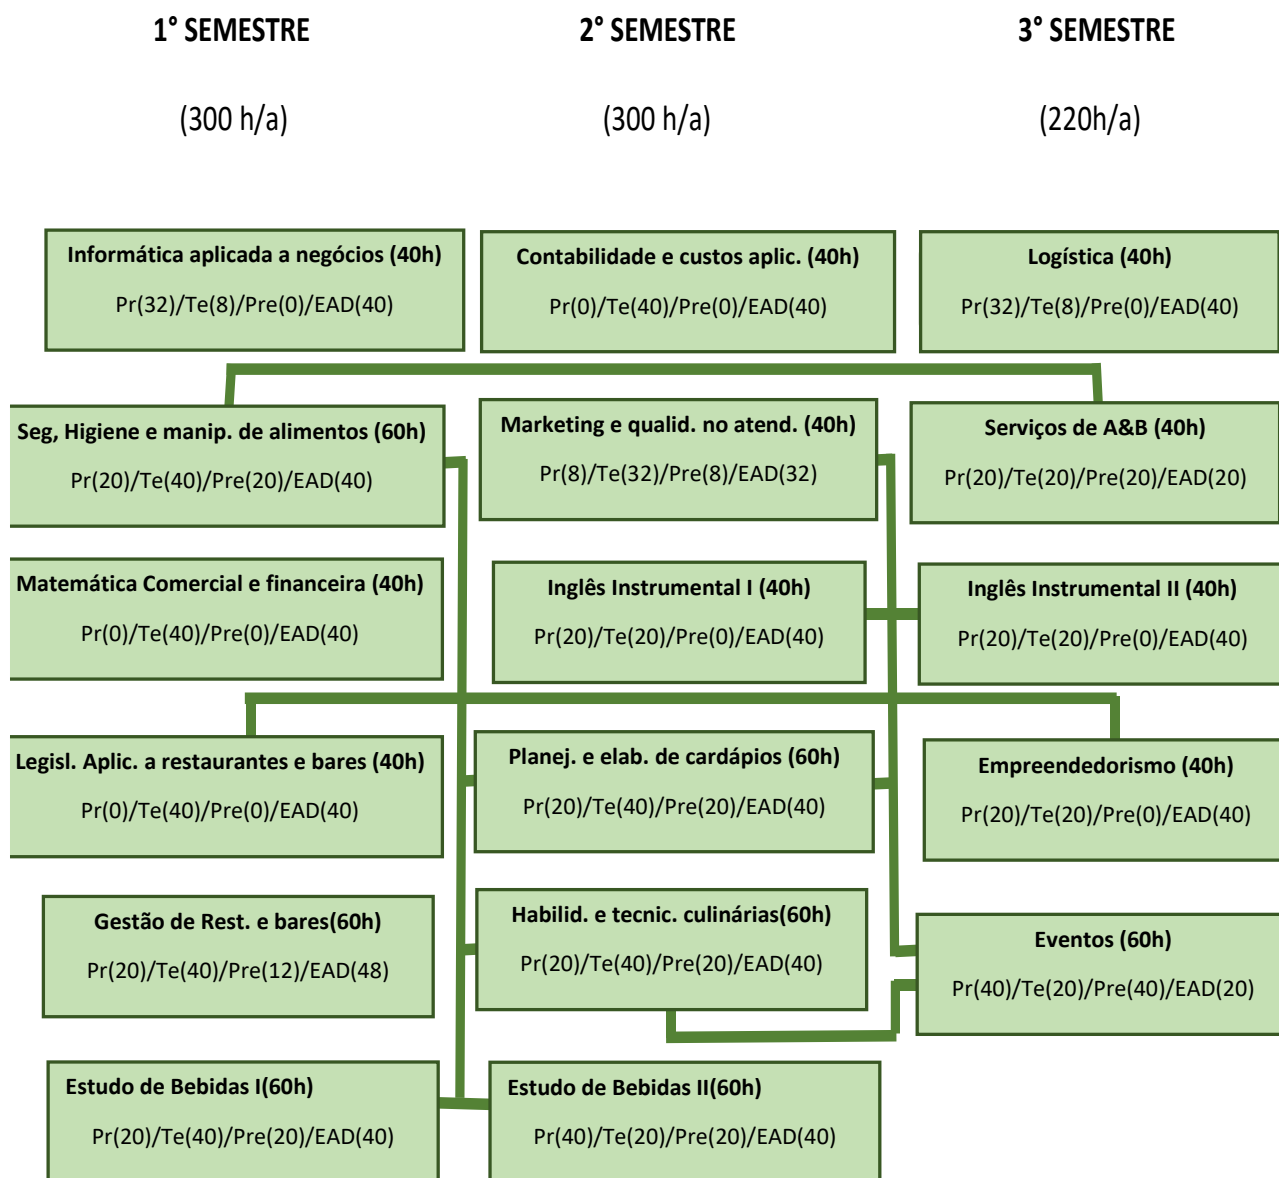 1° SEMESTRE
2° SEMESTRE
3° SEMESTRE
(300 h/a)
(300 h/a)
(220h/a)
Informática aplicada a negócios (40h)
Pr(32)/Te(8)/Pre(0)/EAD(40)
Contabilidade e custos aplic. (40h)
Pr(0)/Te(40)/Pre(0)/EAD(40)
Logística (40h)
Pr(32)/Te(8)/Pre(0)/EAD(40)
Seg, Higiene e manip. de alimentos (60h)
Pr(20)/Te(40)/Pre(20)/EAD(40)
Marketing e qualid. no atend. (40h)
Pr(8)/Te(32)/Pre(8)/EAD(32)
Serviços de A&B (40h)
Pr(20)/Te(20)/Pre(20)/EAD(20)
Matemática Comercial e financeira (40h)
Pr(0)/Te(40)/Pre(0)/EAD(40)
Inglês Instrumental I (40h)
Pr(20)/Te(20)/Pre(0)/EAD(40)
Inglês Instrumental II (40h)
Pr(20)/Te(20)/Pre(0)/EAD(40)
Legisl. Aplic. a restaurantes e bares (40h)
Pr(0)/Te(40)/Pre(0)/EAD(40)
Planej. e elab. de cardápios (60h)
Pr(20)/Te(40)/Pre(20)/EAD(40)
Empreendedorismo (40h)
Pr(20)/Te(20)/Pre(0)/EAD(40)
Gestão de Rest. e bares(60h)
Pr(20)/Te(40)/Pre(12)/EAD(48)
Habilid. e tecnic. culinárias(60h)
Pr(20)/Te(40)/Pre(20)/EAD(40)
Eventos (60h)
Pr(40)/Te(20)/Pre(40)/EAD(20)
Estudo de Bebidas I(60h)
Pr(20)/Te(40)/Pre(20)/EAD(40)
Estudo de Bebidas II(60h)
Pr(40)/Te(20)/Pre(20)/EAD(40)